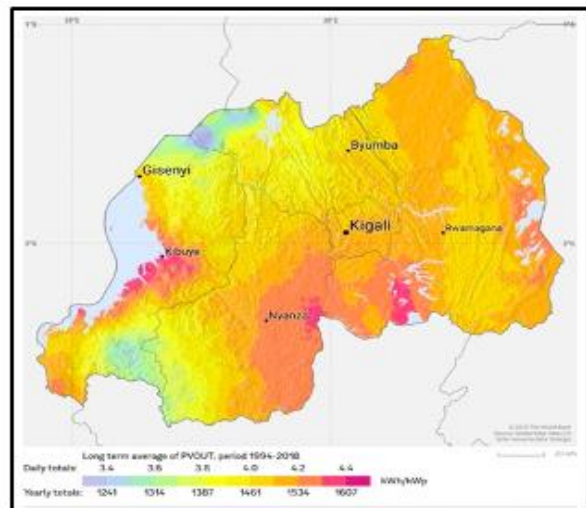 Byumba
Gisenyi
Kigali
Rwamagana
Kibuye
Nyanza
Long term average of PVOUT, period 1994-2018
Daily totals: 3.4 3.6 3.8 4.0 4.2 4.4
kWh/kWp
Yearly totals: 1241 1314 1387 1461 1534 1607